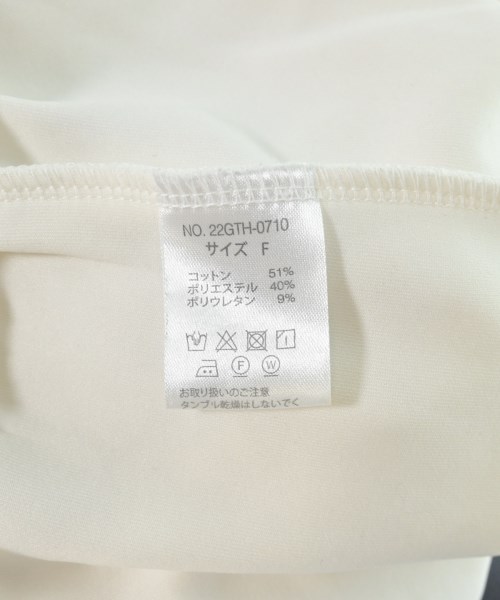 NO. 22GTH-0710
サイズ F
コットン 51%
ポリエステル 40%
ポリウレタン 9%
F W
お取り扱いのご注意
タンブル乾燥はしないでく